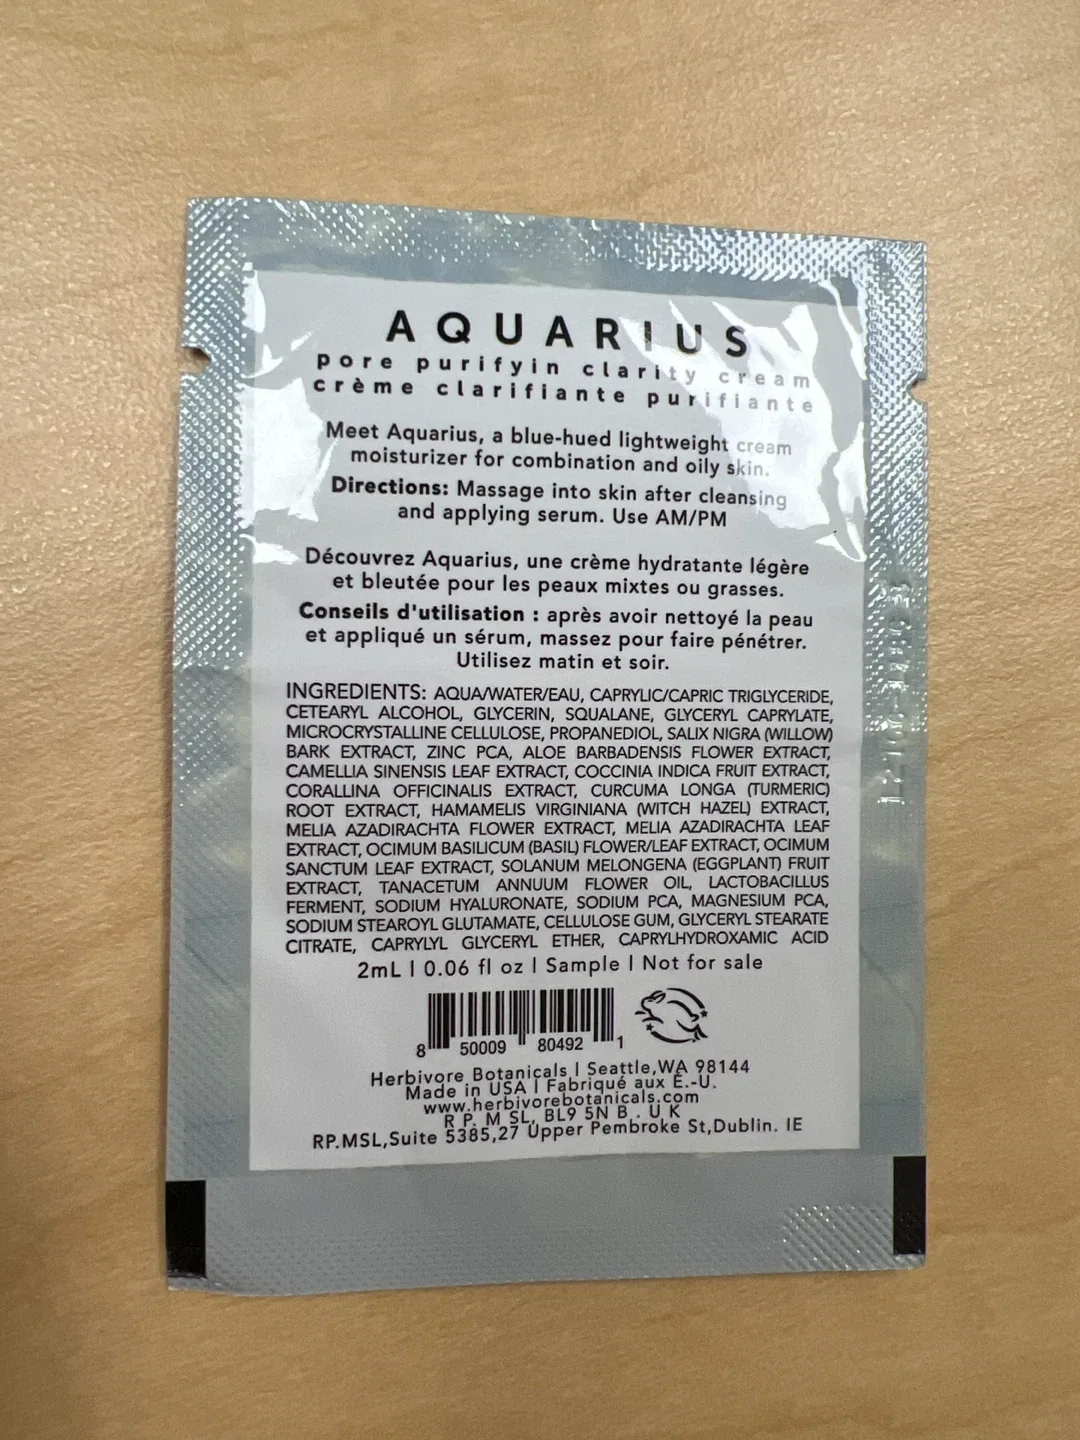 AQUARIUS
pore purifyin clarity cream
crème clarifiante purifiante
Meet Aquarius, a blue-hued lightweight cream
moisturizer for combination and oily skin.
Directions: Massage into skin after cleansing
and applying serum. Use AM/PM
Découvrez Aquarius, une crème hydratante légère
et bleutée pour les peaux mixtes ou grasses.
Conseils d'utilisation : après avoir nettoyé la peau
et appliqué un sérum, massez pour faire pénétrer.
Utilisez matin et soir.
INGREDIENTS: AQUA/WATER/EAU, CAPRYLIC/CAPRIC TRIGLYCERIDE,
CETEARYL ALCOHOL, GLYCERIN, SQUALANE, GLYCERYL CAPRYLATE,
MICROCRYSTALLINE CELLULOSE, PROPANEDIOL, SALIX NIGRA (WILLOW)
BARK EXTRACT, ZINC PCA, ALOE BARBADENSIS FLOWER EXTRACT,
CAMELLIA SINENSIS LEAF EXTRACT, COCCINIA INDICA FRUIT EXTRACT,
CORALLINA OFFICINALIS EXTRACT, CURCUMA LONGA (TURMERIC)
ROOT EXTRACT, HAMAMELIS VIRGINIANA (WITCH HAZEL) EXTRACT,
MELIA AZADIRACHTA FLOWER EXTRACT, MELIA AZADIRACHTA LEAF
EXTRACT, OCIMUM BASILICUM (BASIL) FLOWER/LEAF EXTRACT, OCIMUM
SANCTUM LEAF EXTRACT, SOLANUM MELONGENA (EGGPLANT) FRUIT
EXTRACT, TANACETUM ANNUUM FLOWER OIL, LACTOBACILLUS
FERMENT, SODIUM HYALURONATE, SODIUM PCA, MAGNESIUM PCA,
SODIUM STEAROYL GLUTAMATE, CELLULOSE GUM, GLYCERYL STEARATE
CITRATE, CAPRYLYL GLYCERYL ETHER, CAPRYLHYDROXAMIC ACID
2mL | 0.06 fl oz | Sample | Not for sale
8 50009 80492 1
Herbivore Botanicals | Seattle,WA 98144
Made in USA | Fabriqué aux É.-U.
www.herbivorebotanicals.com
R P. M SL, BL9 5N B . U K
RP.MSL,Suite 5385,27 Upper Pembroke St,Dublin. IE